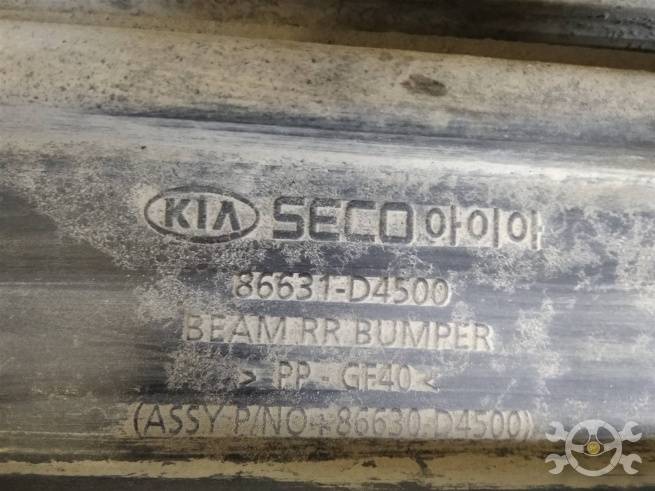 KIA SECO 아이아
86631-D4500
BEAM RR BUMPER
> PP - GF40 <
(ASSY P/NO : 86630-D4500)